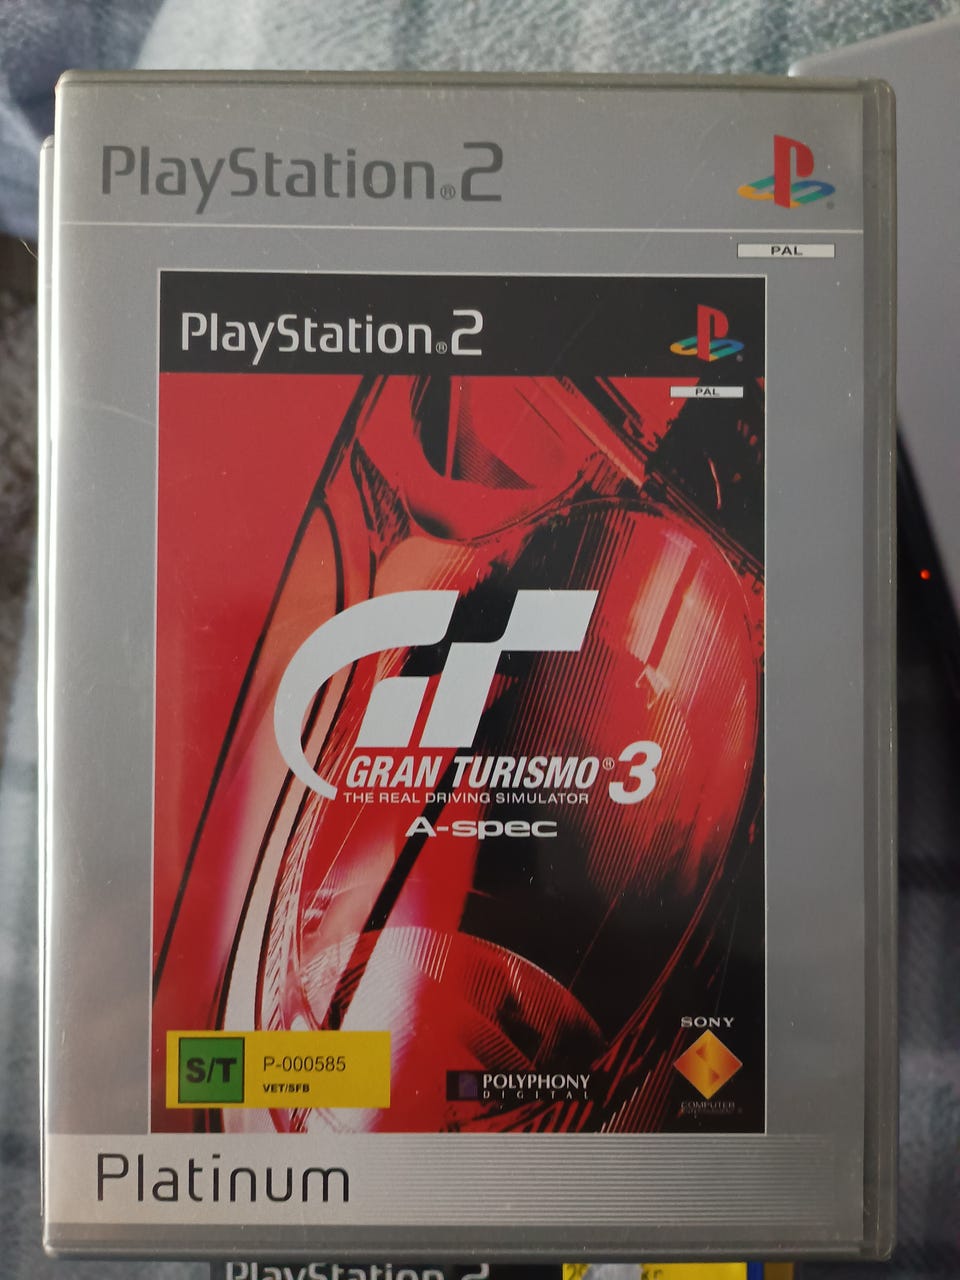 PlayStation®2
PAL
PlayStation®2
PAL
GT
GRAN TURISMO®3
THE REAL DRIVING SIMULATOR
A-spec
S/T
P-000585
VET/SFB
POLYPHONY
DIGITAL
SONY
COMPUTER
Platinum
PlayStation 2